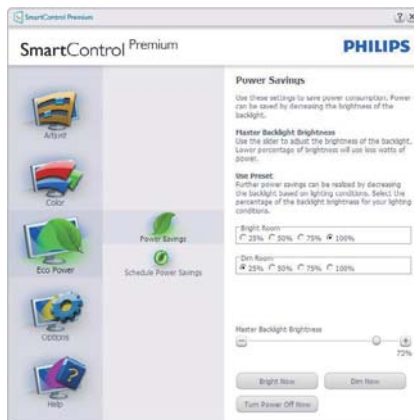 SmartControl Premium
SmartControl Premium
PHILIPS
Adjust
Color
Eco Power
Options
Help
Power Savings
Schedule Power Savings
Power Savings
Use these settings to save power consumption. Power
can be saved by decreasing the brightness of the
backlight.
Master Backlight Brightness
Use the slider to adjust the brightness of the backlight.
Lower percentage of brightness will use less watts of
power.
Use Preset
Further power savings can be realized by decreasing
the backlight based on lighting conditions. Select the
percentage of the backlight brightness for your lighting
conditions.
Bright Room
25% 50% 75% 100%
Dim Room
25% 50% 75% 100%
Master Backlight Brightness
75%
Bright Now Dim Now
Turn Power Off Now